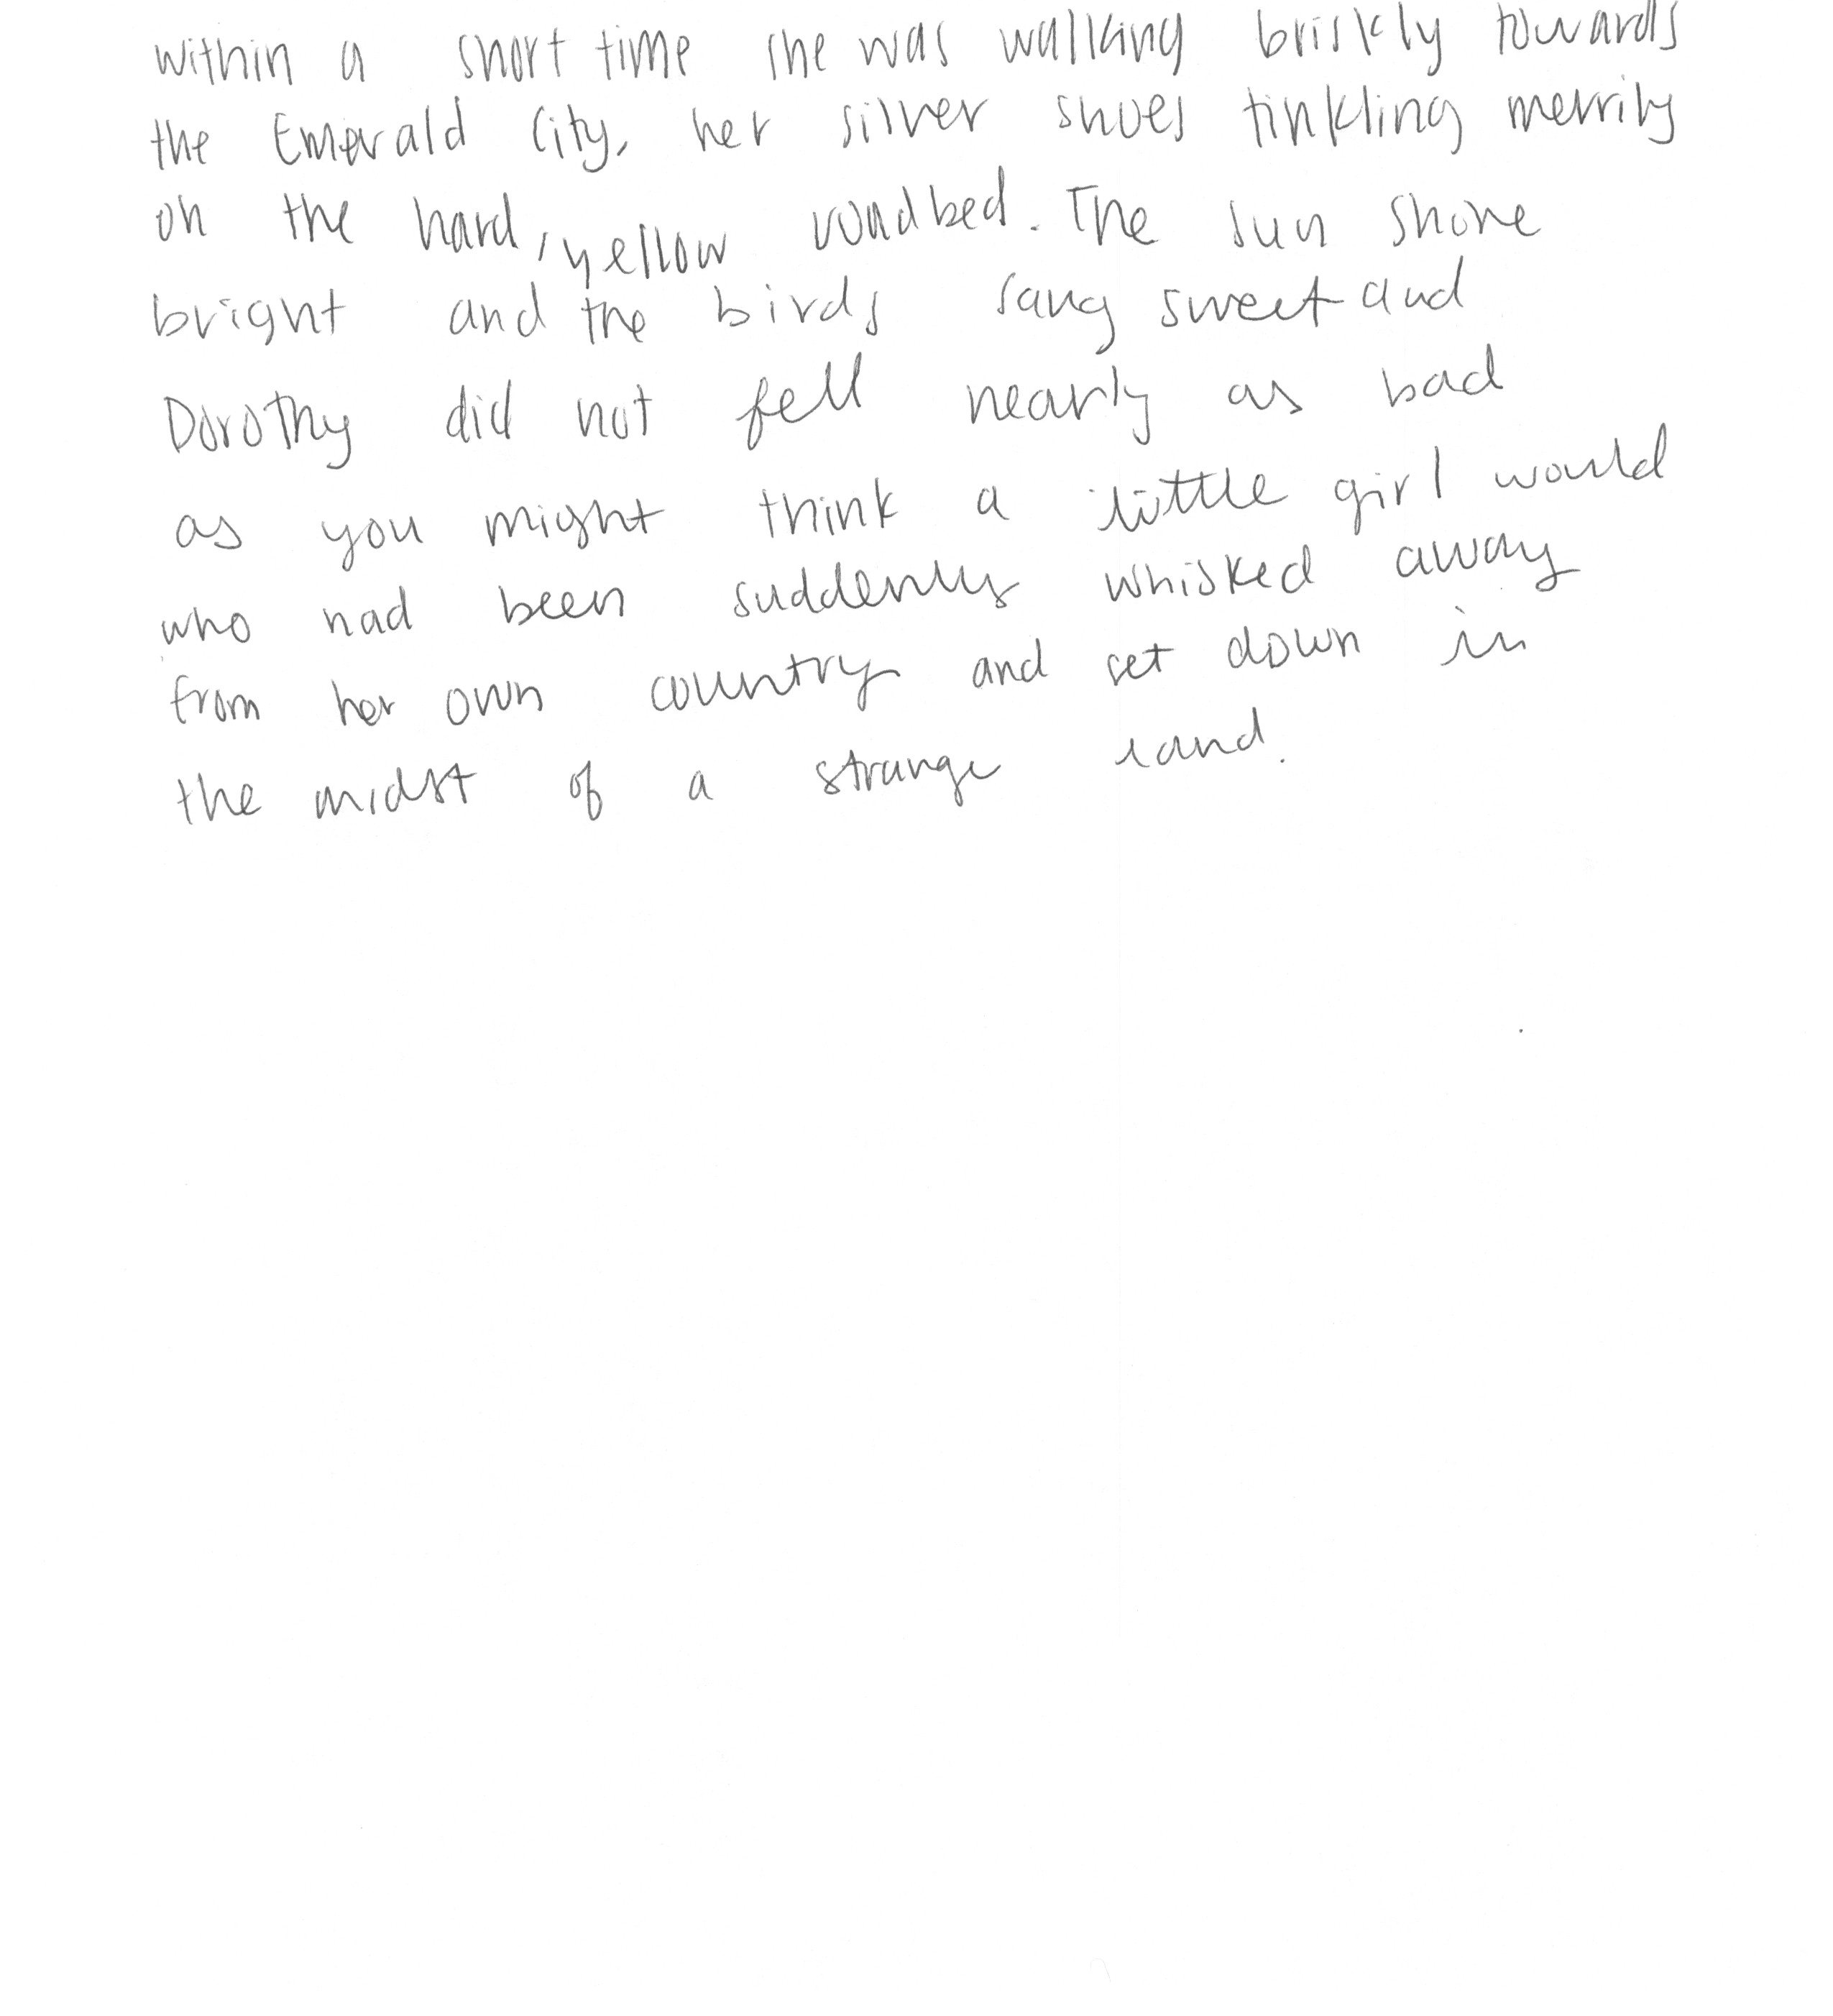 within a short time she was walking briskly towards
the Emerald City, her silver shoes tinkling merrily
on the hard, yellow roadbed. The sun shone
bright and the birds sang sweet and
Dorothy did not fell nearly as bad
as you might think a little girl would
who had been suddenly whisked away
from her own country and set down in
the midst of a strange land.